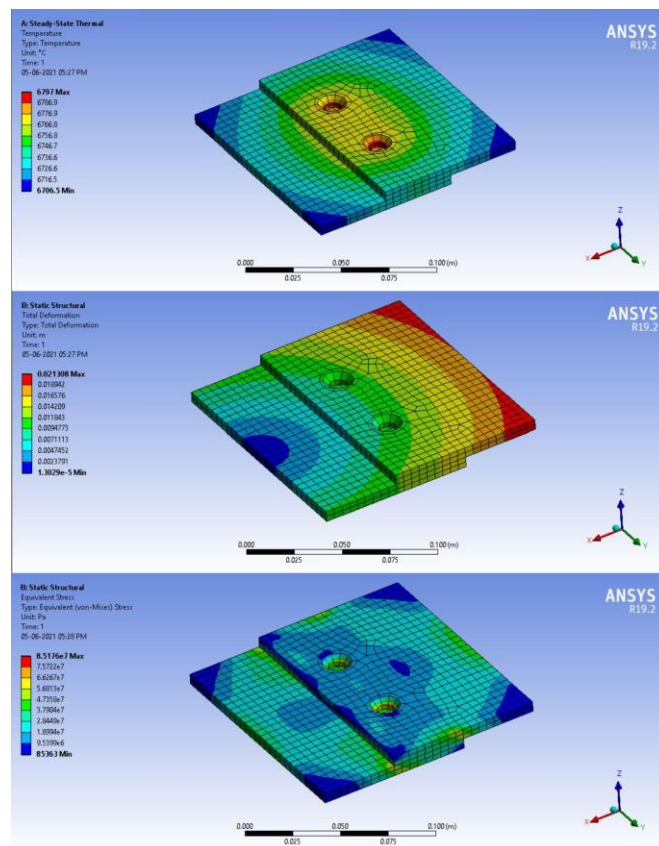 A: Steady-State Thermal
Temperature
Type: Temperature
Unit: °C
Time: 1
05-06-2021 05:27 PM
6797 Max
6786.9
6776.9
6766.8
6756.8
6746.7
6736.6
6726.6
6716.5
6706.5 Min
ANSYS
R19.2
Z
X
Y
0.000
0.050
0.100 (m)
0.025
0.075
B: Static Structural
Total Deformation
Type: Total Deformation
Unit: m
Time: 1
05-06-2021 05:27 PM
0.021308 Max
0.018942
0.016576
0.014209
0.011843
0.0094773
0.0071113
0.0047452
0.0023791
1.3029e-5 Min
ANSYS
R19.2
Z
X
Y
0.000
0.050
0.100 (m)
0.025
0.075
B: Static Structural
Equivalent Stress
Type: Equivalent (von-Mises) Stress
Unit: Pa
Time: 1
05-06-2021 05:28 PM
8.5176e7 Max
7.5722e7
6.6267e7
5.6813e7
4.7358e7
3.7904e7
2.8449e7
1.8994e7
9.5399e6
85363 Min
ANSYS
R19.2
Z
X
Y
0.000
0.050
0.100 (m)
0.025
0.075